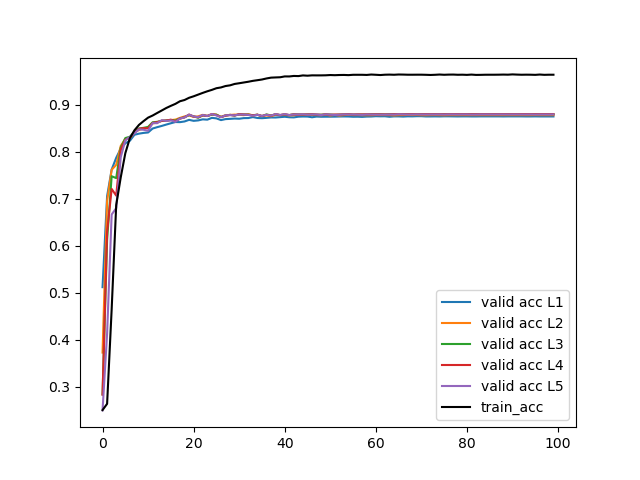 0.9
0.8
0.7
0.6
0.5
0.4
0.3
0 20 40 60 80 100
valid acc L1
valid acc L2
valid acc L3
valid acc L4
valid acc L5
train_acc